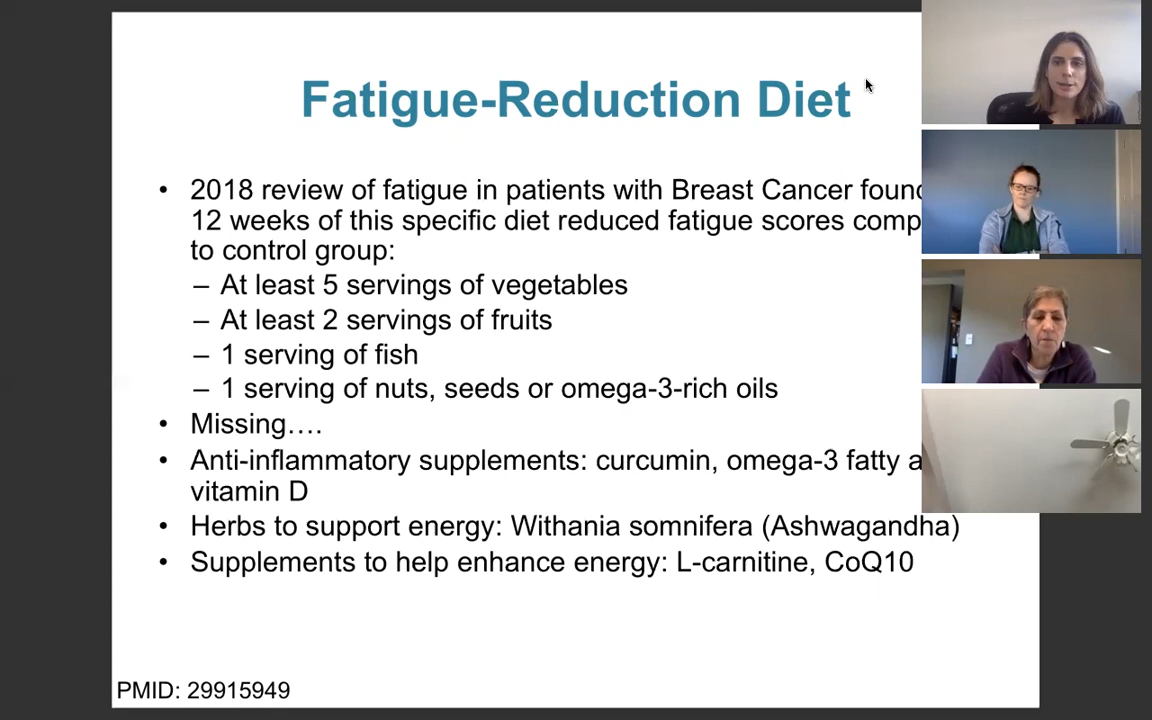 Fatigue-Reduction Diet
• 2018 review of fatigue in patients with Breast Cancer
12 weeks of this specific diet reduced fatigue scores
to control group:
– At least 5 servings of vegetables
– At least 2 servings of fruits
– 1 serving of fish
– 1 serving of nuts, seeds or omega-3-rich oils
• Missing….
• Anti-inflammatory supplements: curcumin, omega-3 fatty
vitamin D
• Herbs to support energy: Withania somnifera (Ashwagandha)
• Supplements to help enhance energy: L-carnitine, CoQ10
PMID: 29915949